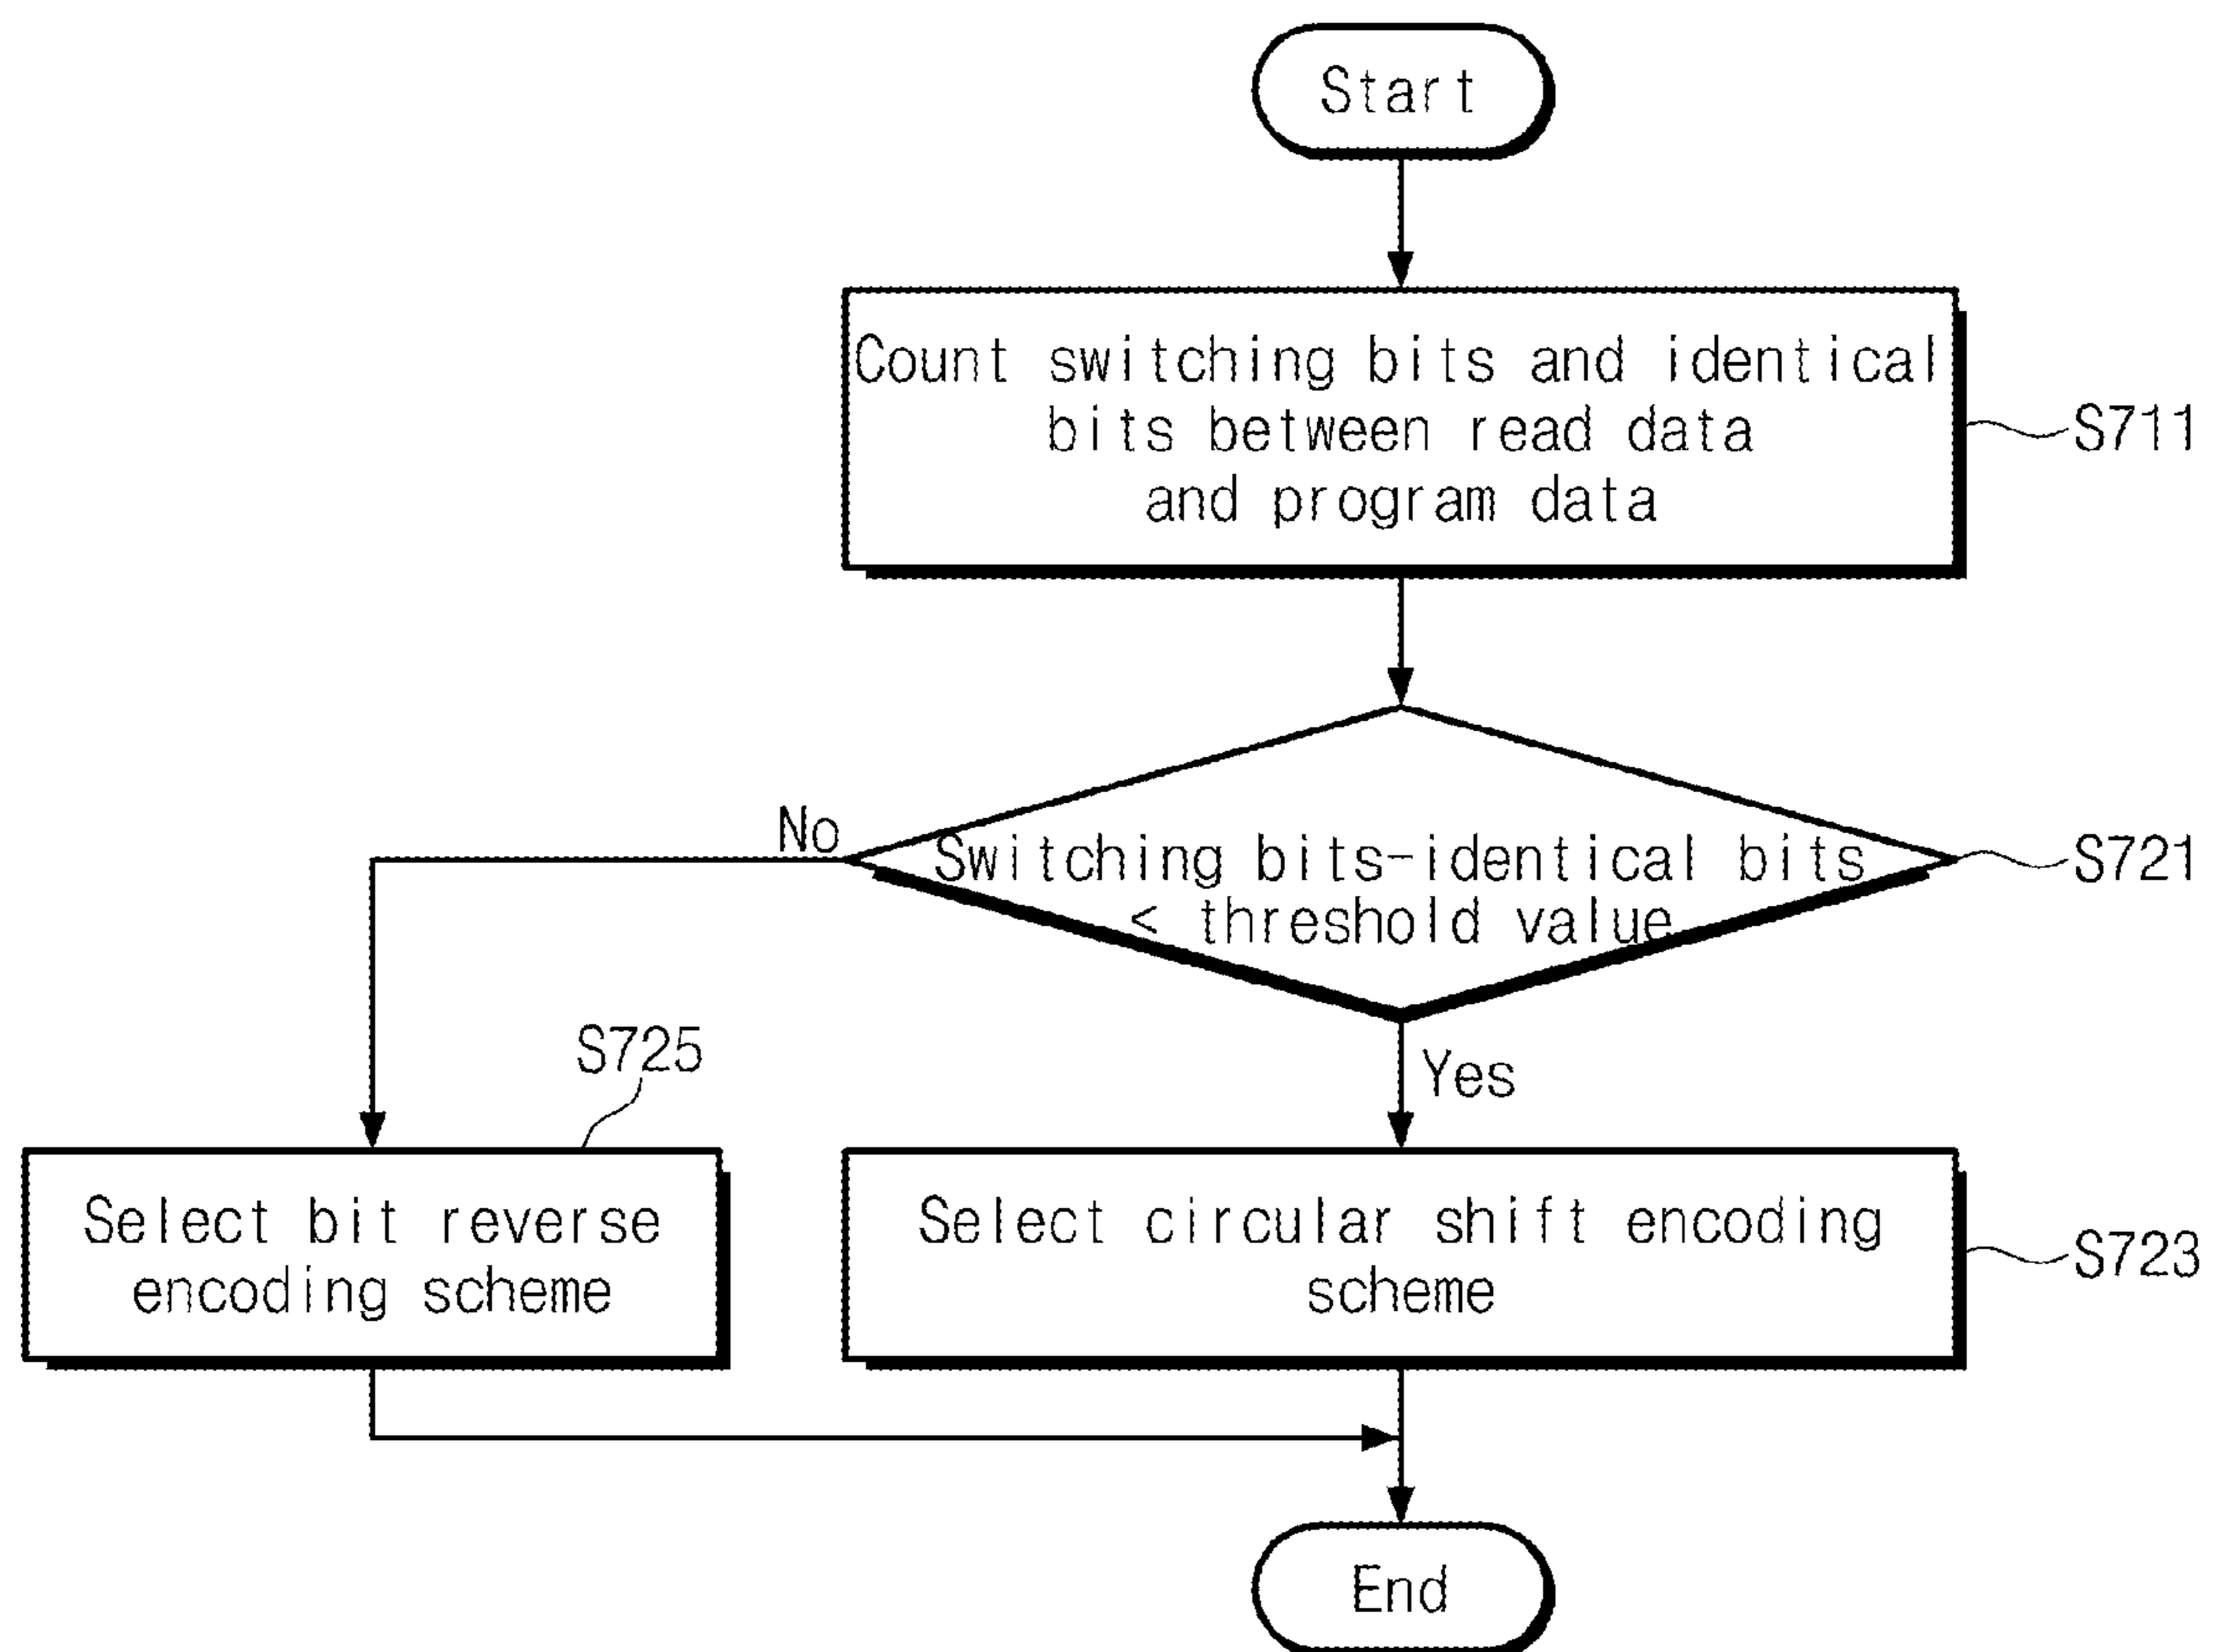 Start
Count switching bits and identical
bits between read data
and program data
S711
No
Switching bits-identical bits
< threshold value
S721
S725
Yes
Select bit reverse
encoding scheme
Select circular shift encoding
scheme
S723
End